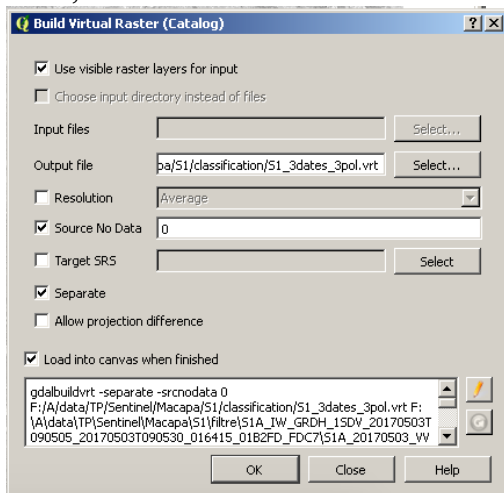 Build Virtual Raster (Catalog)
Use visible raster layers for input
Choose input directory instead of files
Input files Select...
Output file pa/S1/classification/S1_3dates_3pol.vrt Select...
Resolution Average
Source No Data 0
Target SRS Select
Separate
Allow projection difference
Load into canvas when finished
gdalbuildvrt -separate -srcnodata 0
F:/A/data/TP/Sentinel/Macapa/S1/classification/S1_3dates_3pol.vrt F:
\A\data\TP\Sentinel\Macapa\S1\filtre\S1A_IW_GRDH_1SDV_20170503T
090505_20170503T090530_016415_01B2FD_FDC7\S1A_20170503_VV
OK Close Help